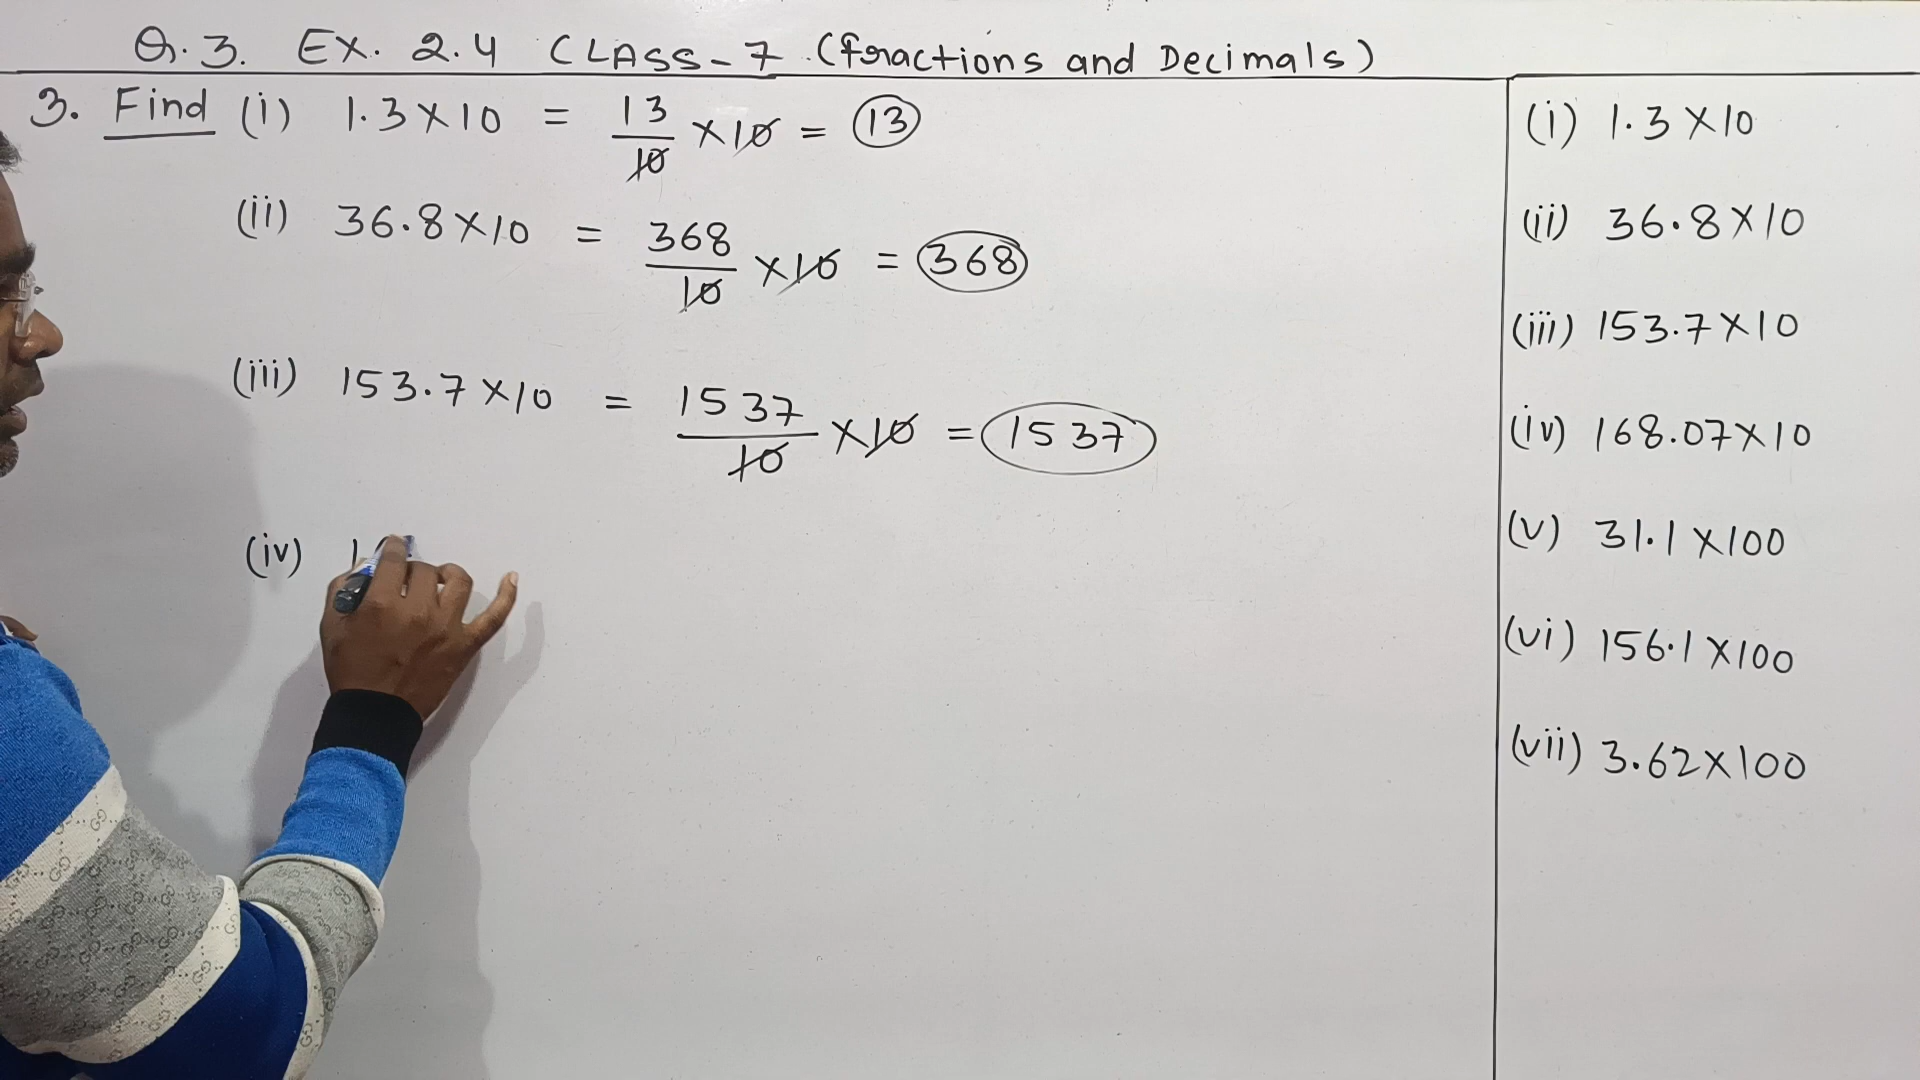 Q.3. EX. 2.4 CLASS-7 (Fractions and Decimals)
3. Find (i) 1.3×10 = 13/10 ×10 = 13
(ii) 36.8×10 = 368/10 ×10 = 368
(iii) 153.7×10 = 1537/10 ×10 = 1537
(iv) 1
(i) 1.3×10
(ii) 36.8×10
(iii) 153.7×10
(iv) 168.07×10
(v) 31.1×100
(vi) 156.1×100
(vii) 3.62×100